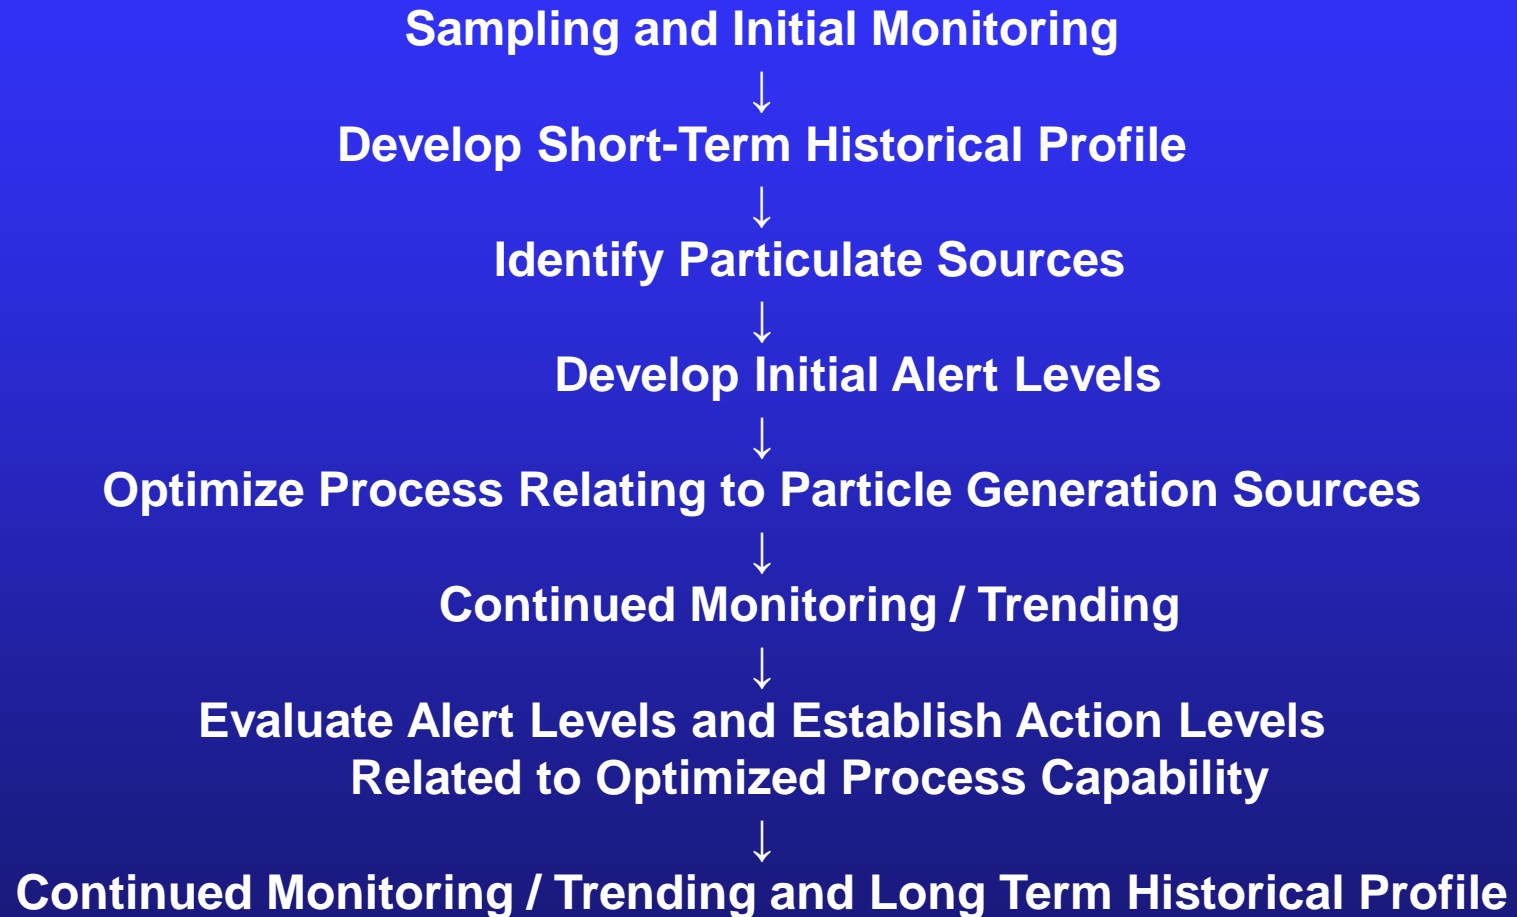 Sampling and Initial Monitoring
↓
Develop Short-Term Historical Profile
↓
Identify Particulate Sources
↓
Develop Initial Alert Levels
↓
Optimize Process Relating to Particle Generation Sources
↓
Continued Monitoring / Trending
↓
Evaluate Alert Levels and Establish Action Levels
Related to Optimized Process Capability
↓
Continued Monitoring / Trending and Long Term Historical Profile